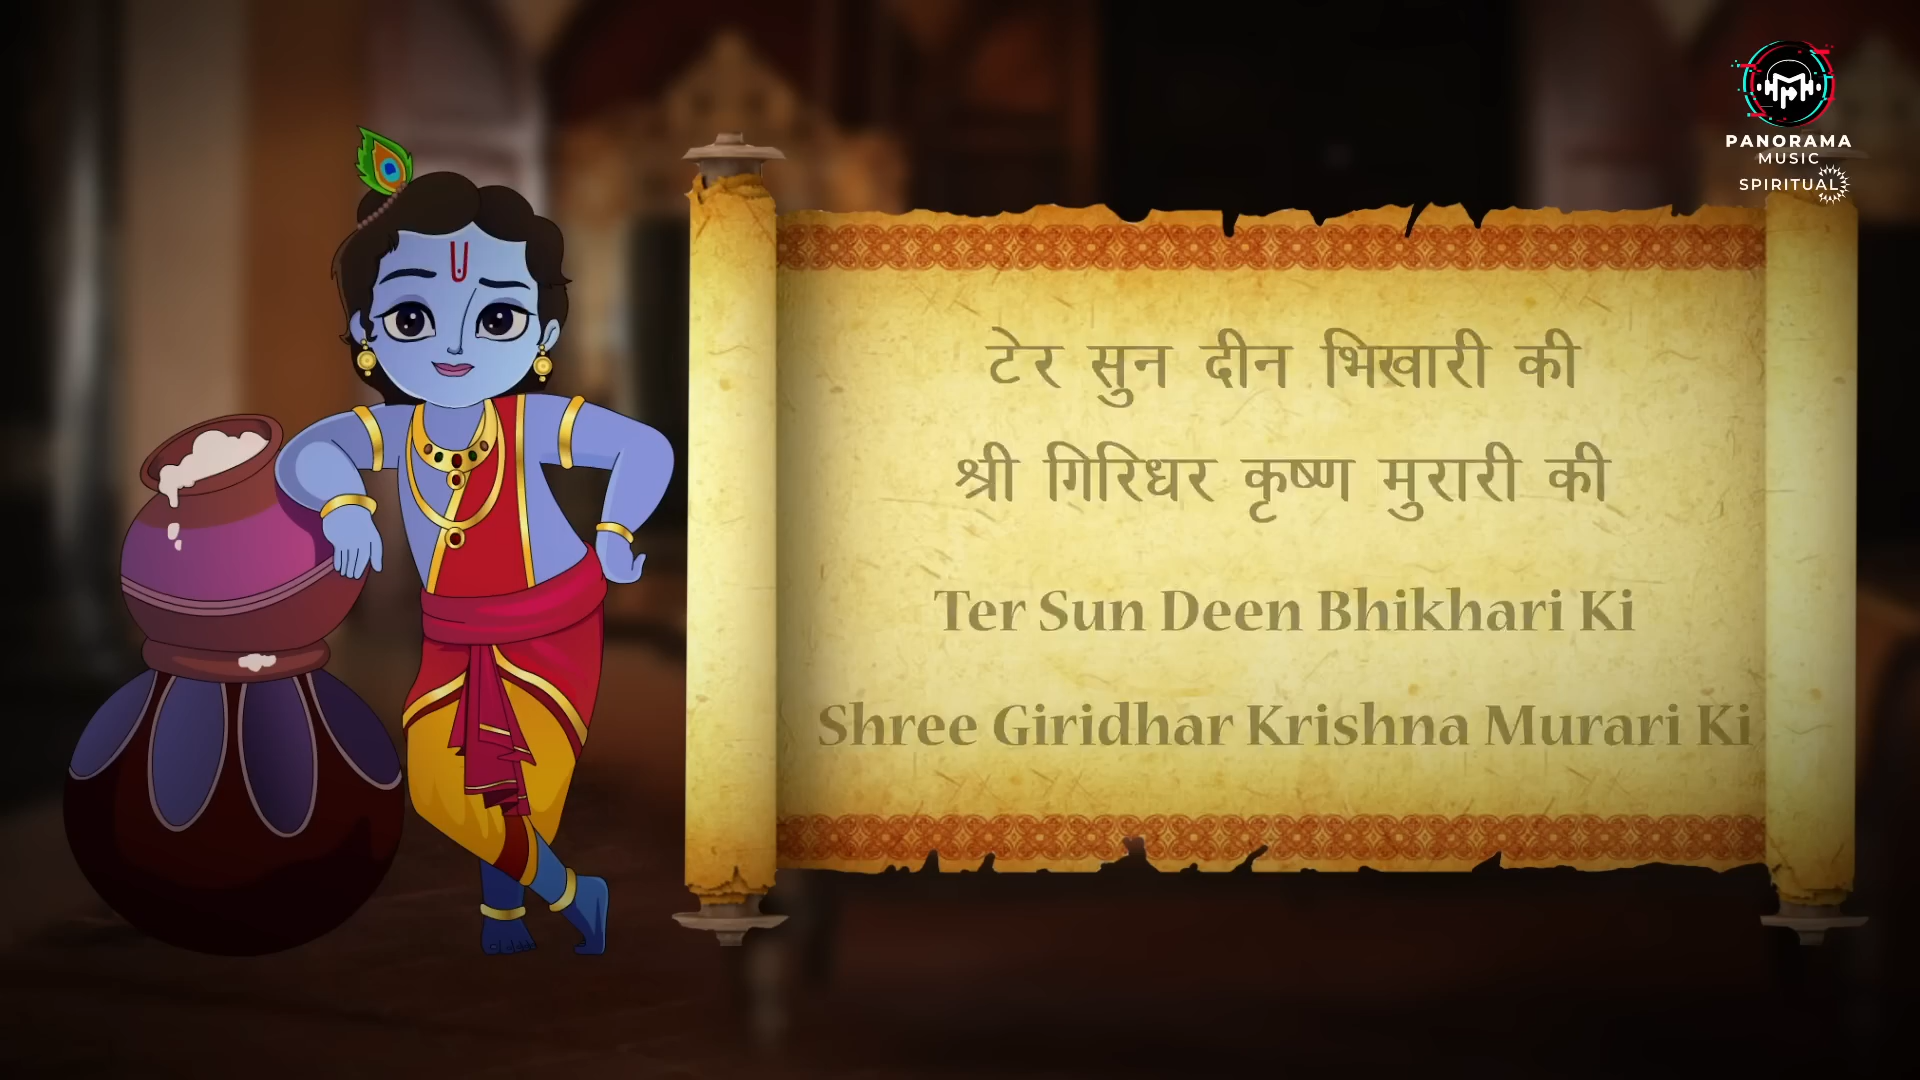 PANORAMA
MUSIC
SPIRITUAL
टेर सुन दीन भिखारी की
श्री गिरिधर कृष्ण मुरारी की
Ter Sun Deen Bhikhari Ki
Shree Giridhar Krishna Murari Ki